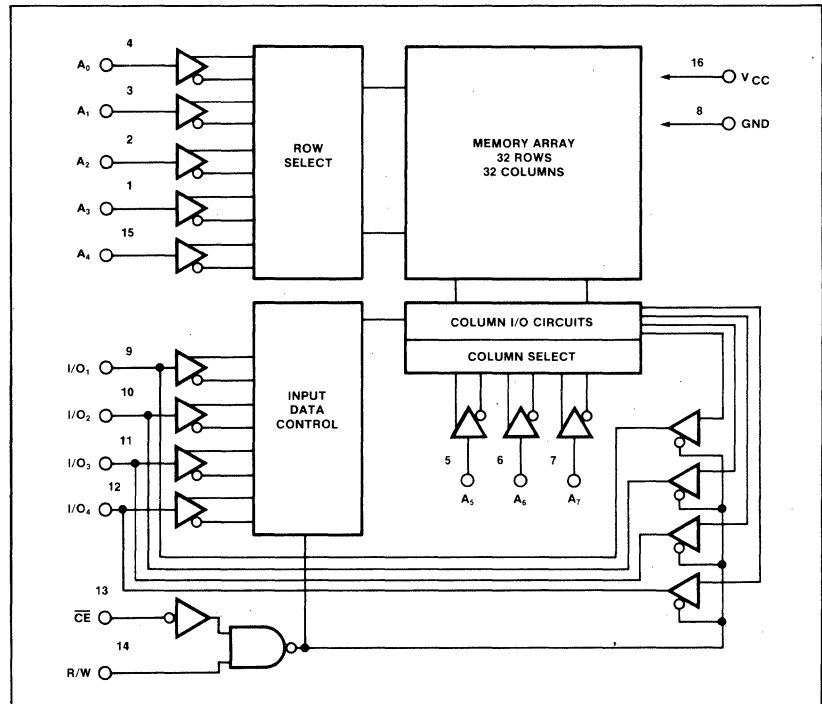 4
A₀
3
A₁
2
A₂
1
A₃
15
A₄
ROW
SELECT
MEMORY ARRAY
32 ROWS
32 COLUMNS
16
V CC
8
GND
9
I/O₁
10
I/O₂
11
I/O₃
12
I/O₄
INPUT
DATA
CONTROL
COLUMN I/O CIRCUITS
COLUMN SELECT
5
6
7
A₅
A₆
A₇
13
C̅E̅
14
R/W